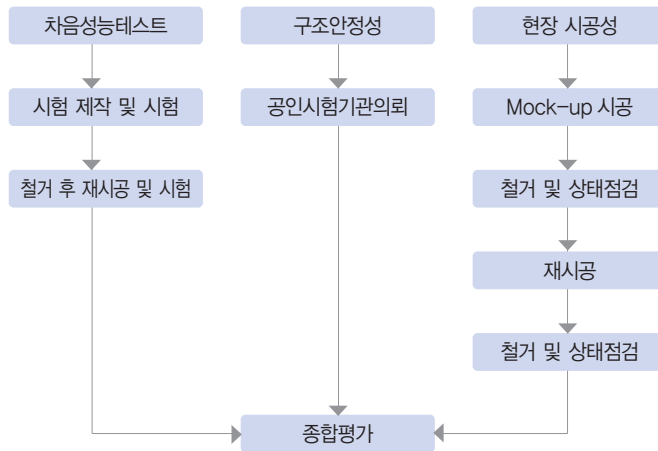 차음성능테스트
구조안정성
현장 시공성
시험 제작 및 시험
공인시험기관의뢰
Mock-up 시공
철거 후 재시공 및 시험
철거 및 상태점검
재시공
철거 및 상태점검
종합평가